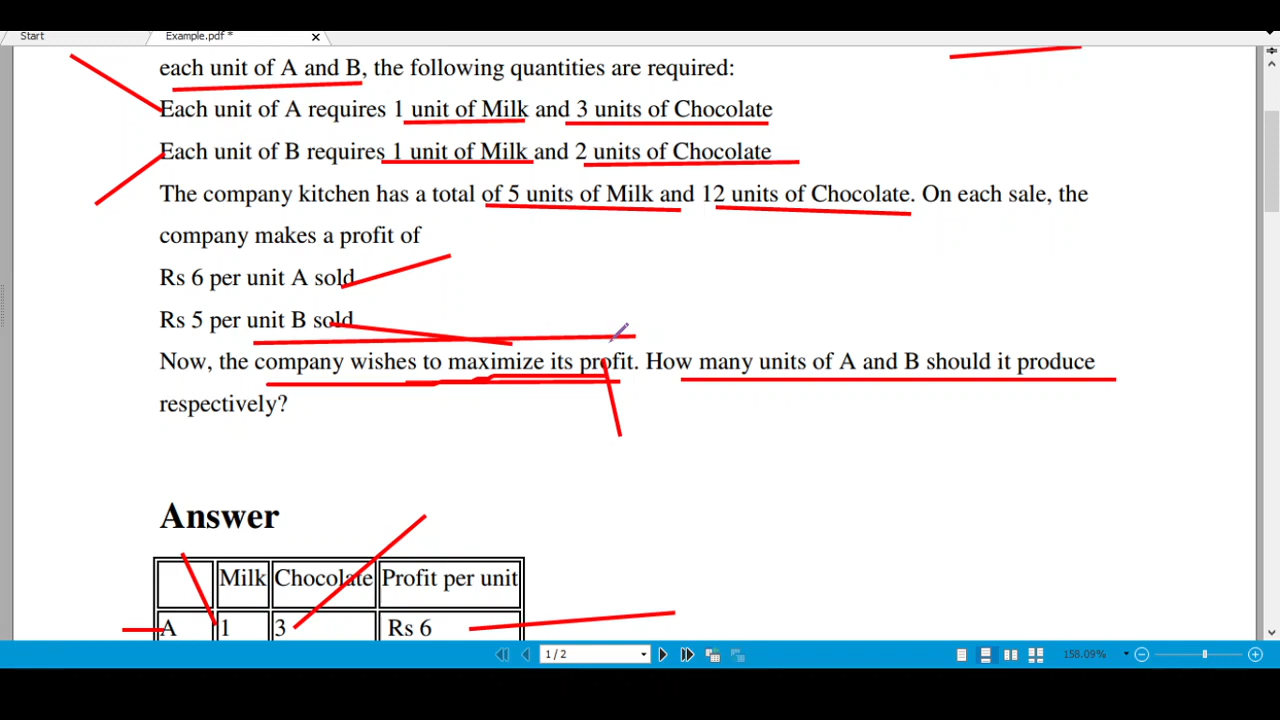 Start Example.pdf *
each unit of A and B, the following quantities are required:
Each unit of A requires 1 unit of Milk and 3 units of Chocolate
Each unit of B requires 1 unit of Milk and 2 units of Chocolate
The company kitchen has a total of 5 units of Milk and 12 units of Chocolate. On each sale, the
company makes a profit of
Rs 6 per unit A sold
Rs 5 per unit B sold
Now, the company wishes to maximize its profit. How many units of A and B should it produce
respectively?
Answer
Milk Chocolate Profit per unit
A 1 3 Rs 6
1 / 2 158.09%